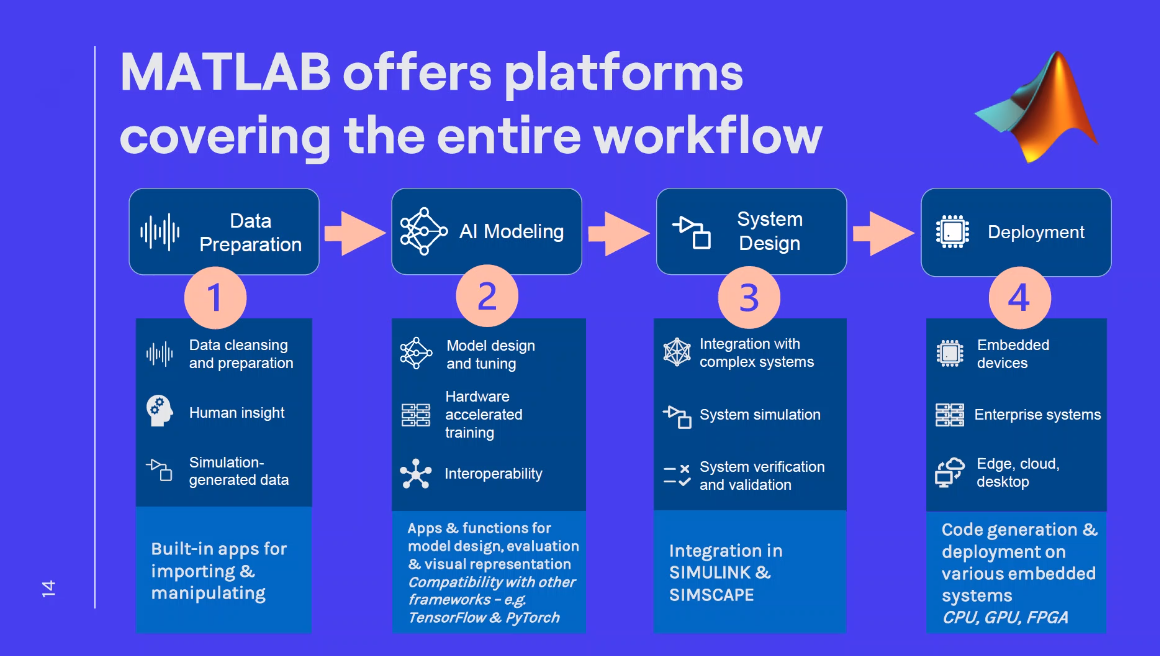 MATLAB offers platforms
covering the entire workflow
Data
Preparation
AI Modeling
System
Design
Deployment
1
2
3
4
Data cleansing
and preparation
Human insight
Simulation-
generated data
Built-in apps for
importing &
manipulating
Model design
and tuning
Hardware
accelerated
training
Interoperability
Apps & functions for
model design, evaluation
& visual representation
Compatibility with other
frameworks – e.g.
TensorFlow & PyTorch
Integration with
complex systems
System simulation
System verification
and validation
Integration in
SIMULINK &
SIMSCAPE
Embedded
devices
Enterprise systems
Edge, cloud,
desktop
Code generation &
deployment on
various embedded
systems
CPU, GPU, FPGA
14